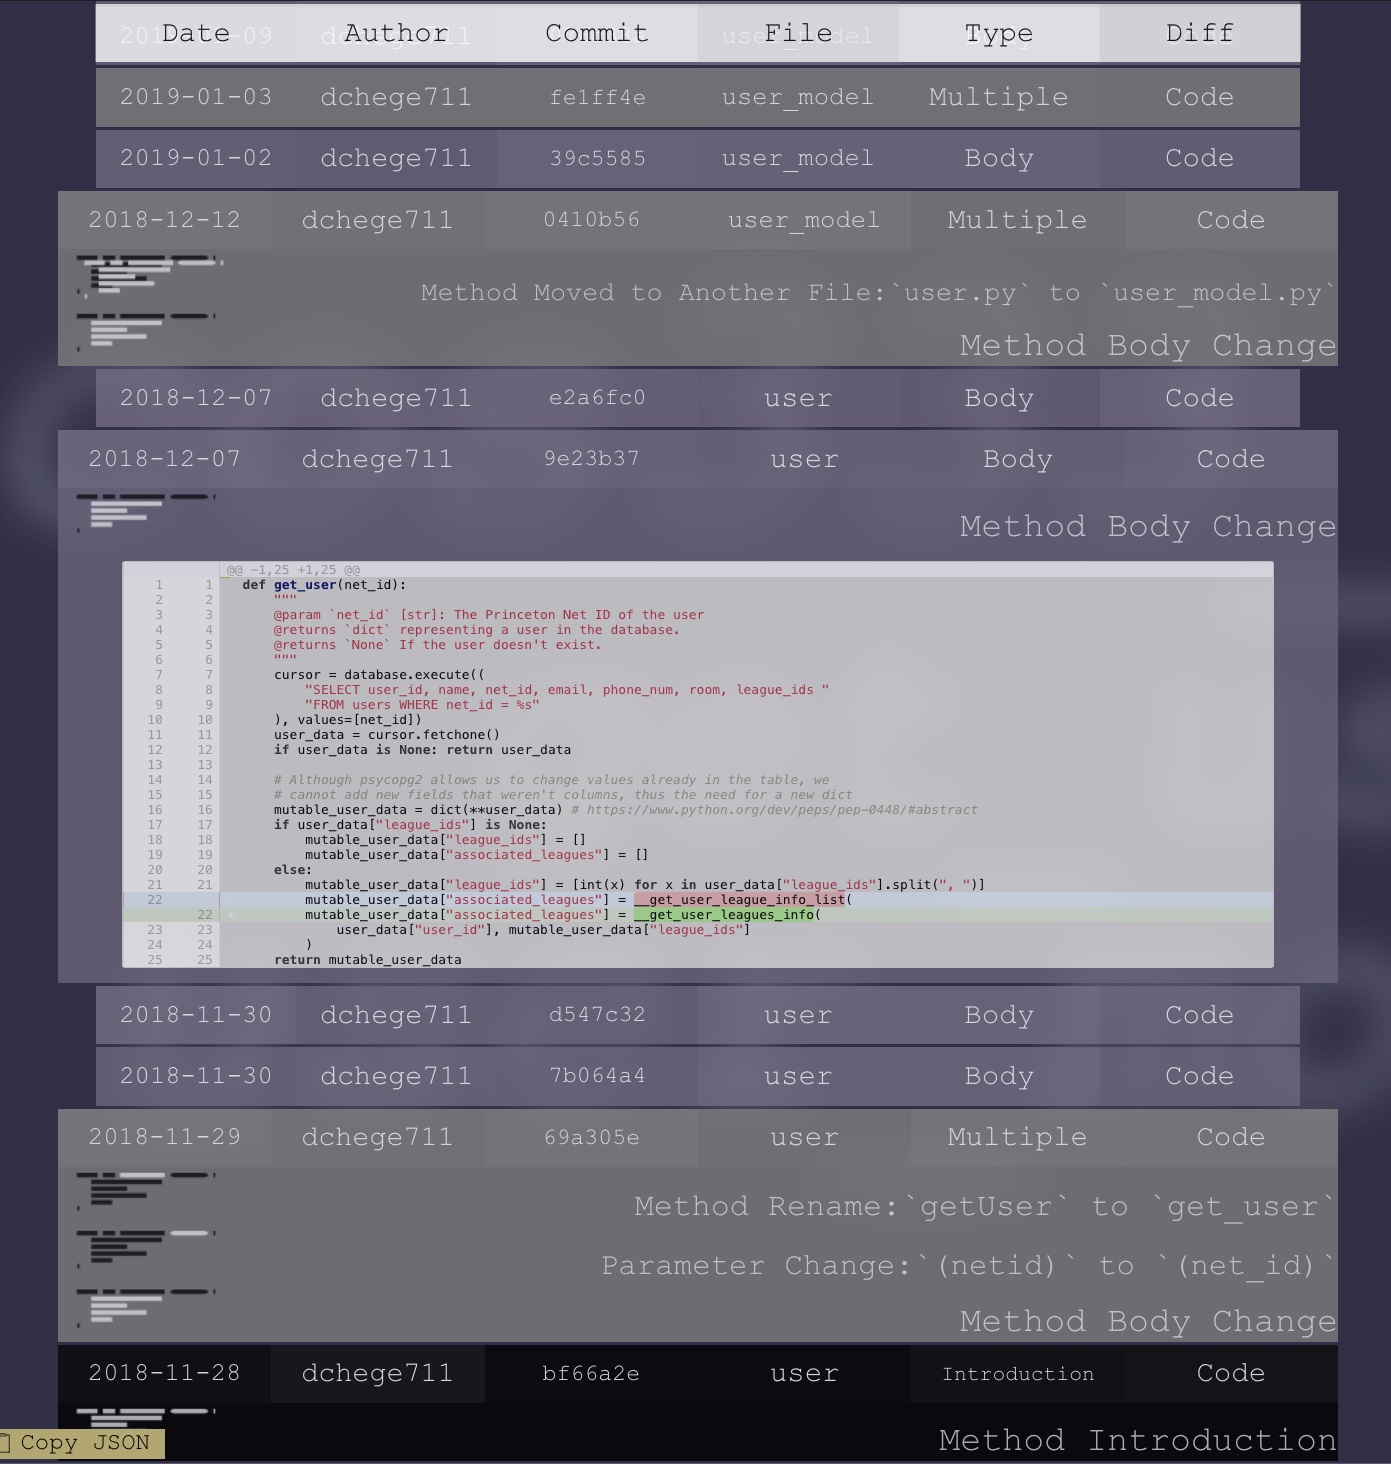 Date Author Commit File Type Diff
2019-01-03 dchege711 fe1ff4e user_model Multiple Code
2019-01-02 dchege711 39c5585 user_model Body Code
2018-12-12 dchege711 0410b56 user_model Multiple Code
Method Moved to Another File:`user.py` to `user_model.py`
Method Body Change
2018-12-07 dchege711 e2a6fc0 user Body Code
2018-12-07 dchege711 9e23b37 user Body Code
Method Body Change
@@ -1,25 +1,25 @@
1 1 def get_user(net_id):
2 2 """
3 3 @param `net_id` [str]: The Princeton Net ID of the user
4 4 @returns `dict` representing a user in the database.
5 5 @returns `None` If the user doesn't exist.
6 6 """
7 7 cursor = database.execute((
8 8 "SELECT user_id, name, net_id, email, phone_num, room, league_ids "
9 9 "FROM users WHERE net_id = %s"
10 10 ), values=[net_id])
11 11 user_data = cursor.fetchone()
12 12 if user_data is None: return user_data
13 13
14 14 # Although psycopg2 allows us to change values already in the table, we
15 15 # cannot add new fields that weren't columns, thus the need for a new dict
16 16 mutable_user_data = dict(**user_data) # https://www.python.org/dev/peps/pep-0448/#abstract
17 17 if user_data["league_ids"] is None:
18 18 mutable_user_data["league_ids"] = []
19 19 mutable_user_data["associated_leagues"] = []
20 20 else:
21 21 mutable_user_data["league_ids"] = [int(x) for x in user_data["league_ids"].split(", ")]
22 - mutable_user_data["associated_leagues"] = __get_user_league_info_list(
22 + mutable_user_data["associated_leagues"] = __get_user_leagues_info(
23 23 user_data["user_id"], mutable_user_data["league_ids"]
24 24 )
25 25 return mutable_user_data
2018-11-30 dchege711 d547c32 user Body Code
2018-11-30 dchege711 7b064a4 user Body Code
2018-11-29 dchege711 69a305e user Multiple Code
Method Rename:`getUser` to `get_user`
Parameter Change:`(netid)` to `(net_id)`
Method Body Change
2018-11-28 dchege711 bf66a2e user Introduction Code
Copy JSON
Method Introduction